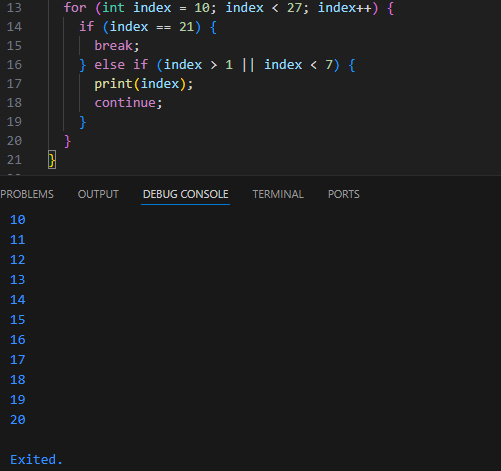 13 for (int index = 10; index < 27; index++) {
14 if (index == 21) {
15 break;
16 } else if (index > 1 || index < 7) {
17 print(index);
18 continue;
19 }
20 }
21 }
PROBLEMS OUTPUT DEBUG CONSOLE TERMINAL PORTS
10
11
12
13
14
15
16
17
18
19
20
Exited.